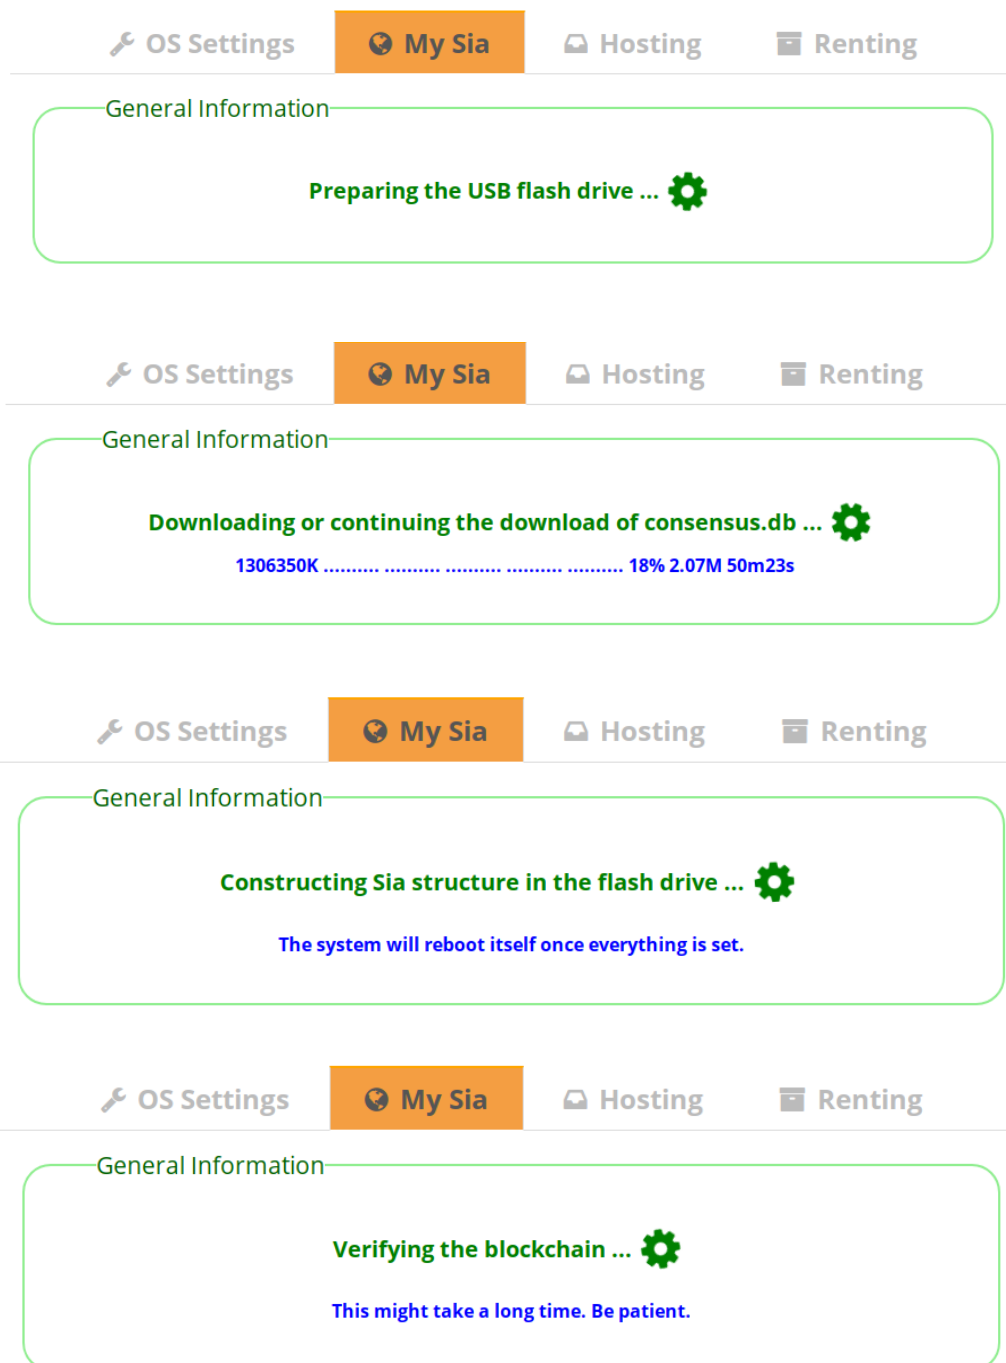 OS Settings My Sia Hosting Renting
General Information
Preparing the USB flash drive ...
OS Settings My Sia Hosting Renting
General Information
Downloading or continuing the download of consensus.db ...
1306350K .......... .......... .......... .......... .......... 18% 2.07M 50m23s
OS Settings My Sia Hosting Renting
General Information
Constructing Sia structure in the flash drive ...
The system will reboot itself once everything is set.
OS Settings My Sia Hosting Renting
General Information
Verifying the blockchain ...
This might take a long time. Be patient.